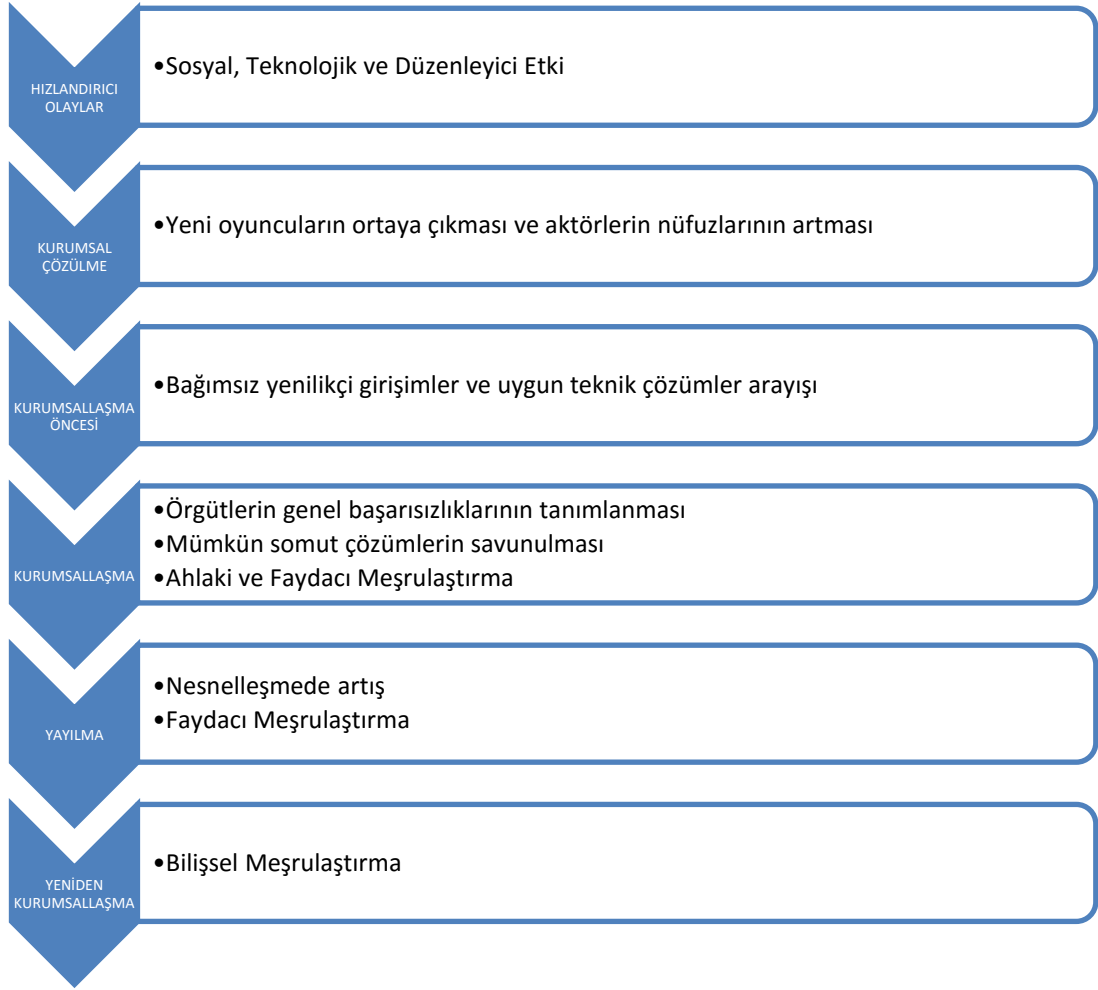 HIZLANDIRICI
OLAYLAR
•Sosyal, Teknolojik ve Düzenleyici Etki
KURUMSAL
ÇÖZÜLME
•Yeni oyuncuların ortaya çıkması ve aktörlerin nüfuzlarının artması
KURUMSALLAŞMA
ÖNCESİ
•Bağımsız yenilikçi girişimler ve uygun teknik çözümler arayışı
KURUMSALLAŞMA
•Örgütlerin genel başarısızlıklarının tanımlanması
•Mümkün somut çözümlerin savunulması
•Ahlaki ve Faydacı Meşrulaştırma
YAYILMA
•Nesnelleşmede artış
•Faydacı Meşrulaştırma
YENİDEN
KURUMSALLAŞMA
•Bilişsel Meşrulaştırma